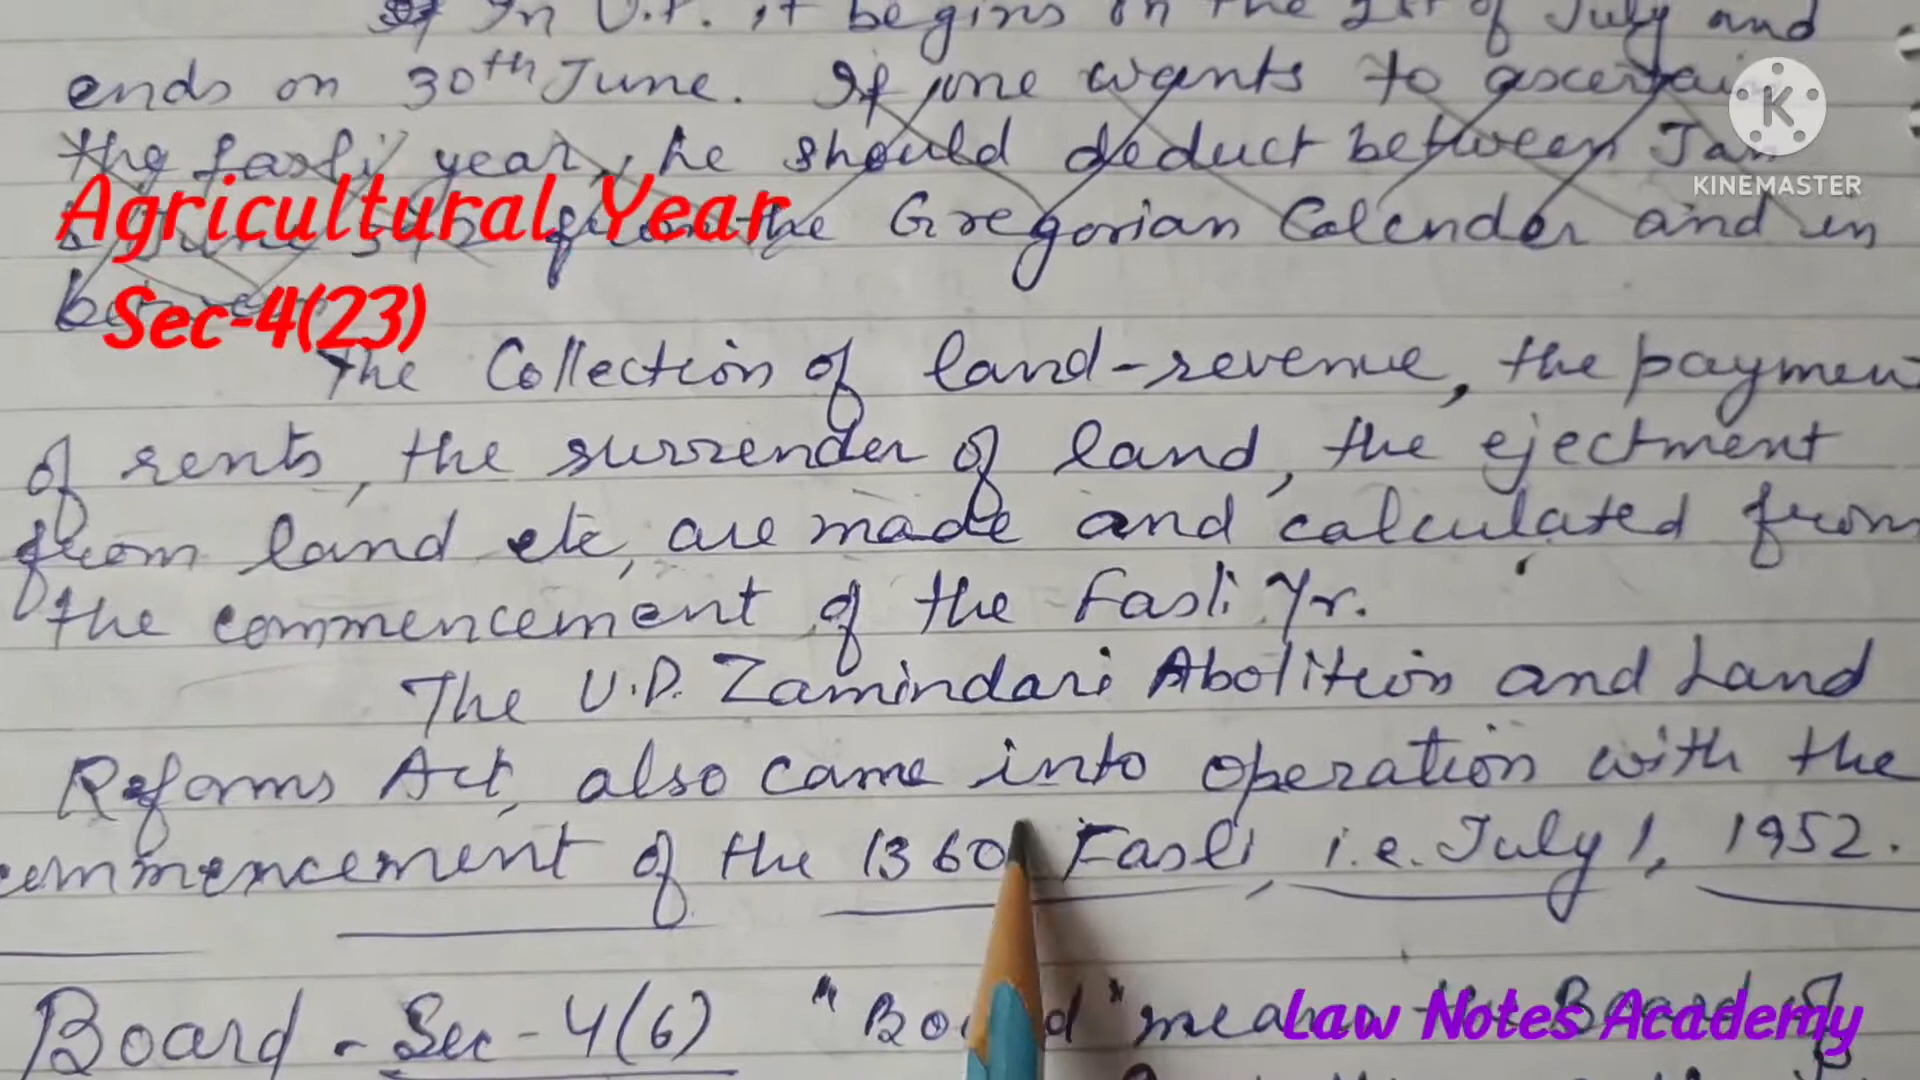 In U.P. it begins on the 1st of July and
ends on 30th June. If one wants to ascertain
KINEMASTER
the fasli year, he should deduct between Jan
Agricultural Year
the Gregorian Calender and in
Sec-4(23)
The Collection of land-revenue, the payment
of rents, the surrender of land, the ejectment
from land etc, are made and calculated from
the commencement of the Fasli Yr.
The U.P. Zamindari Abolition and Land
Reforms Act, also came into operation with the
commencement of the 1360 Fasli, i.e. July 1, 1952.
Board - Sec - 4(6) "Board" means the Board of
Law Notes Academy